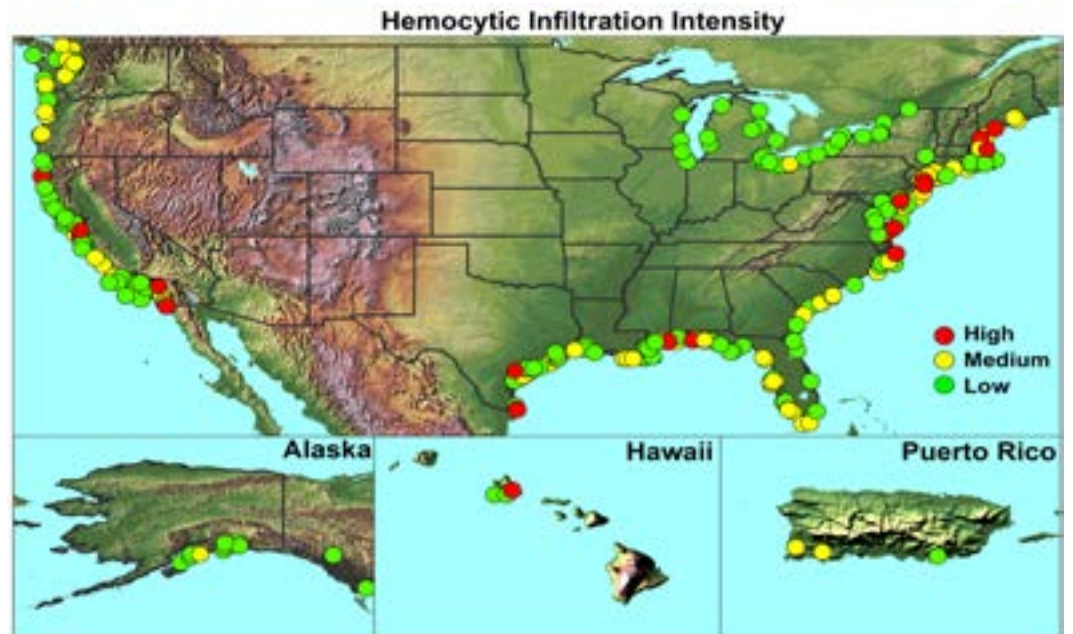 Hemocytic Infiltration Intensity
High
Medium
Low
Alaska
Hawaii
Puerto Rico